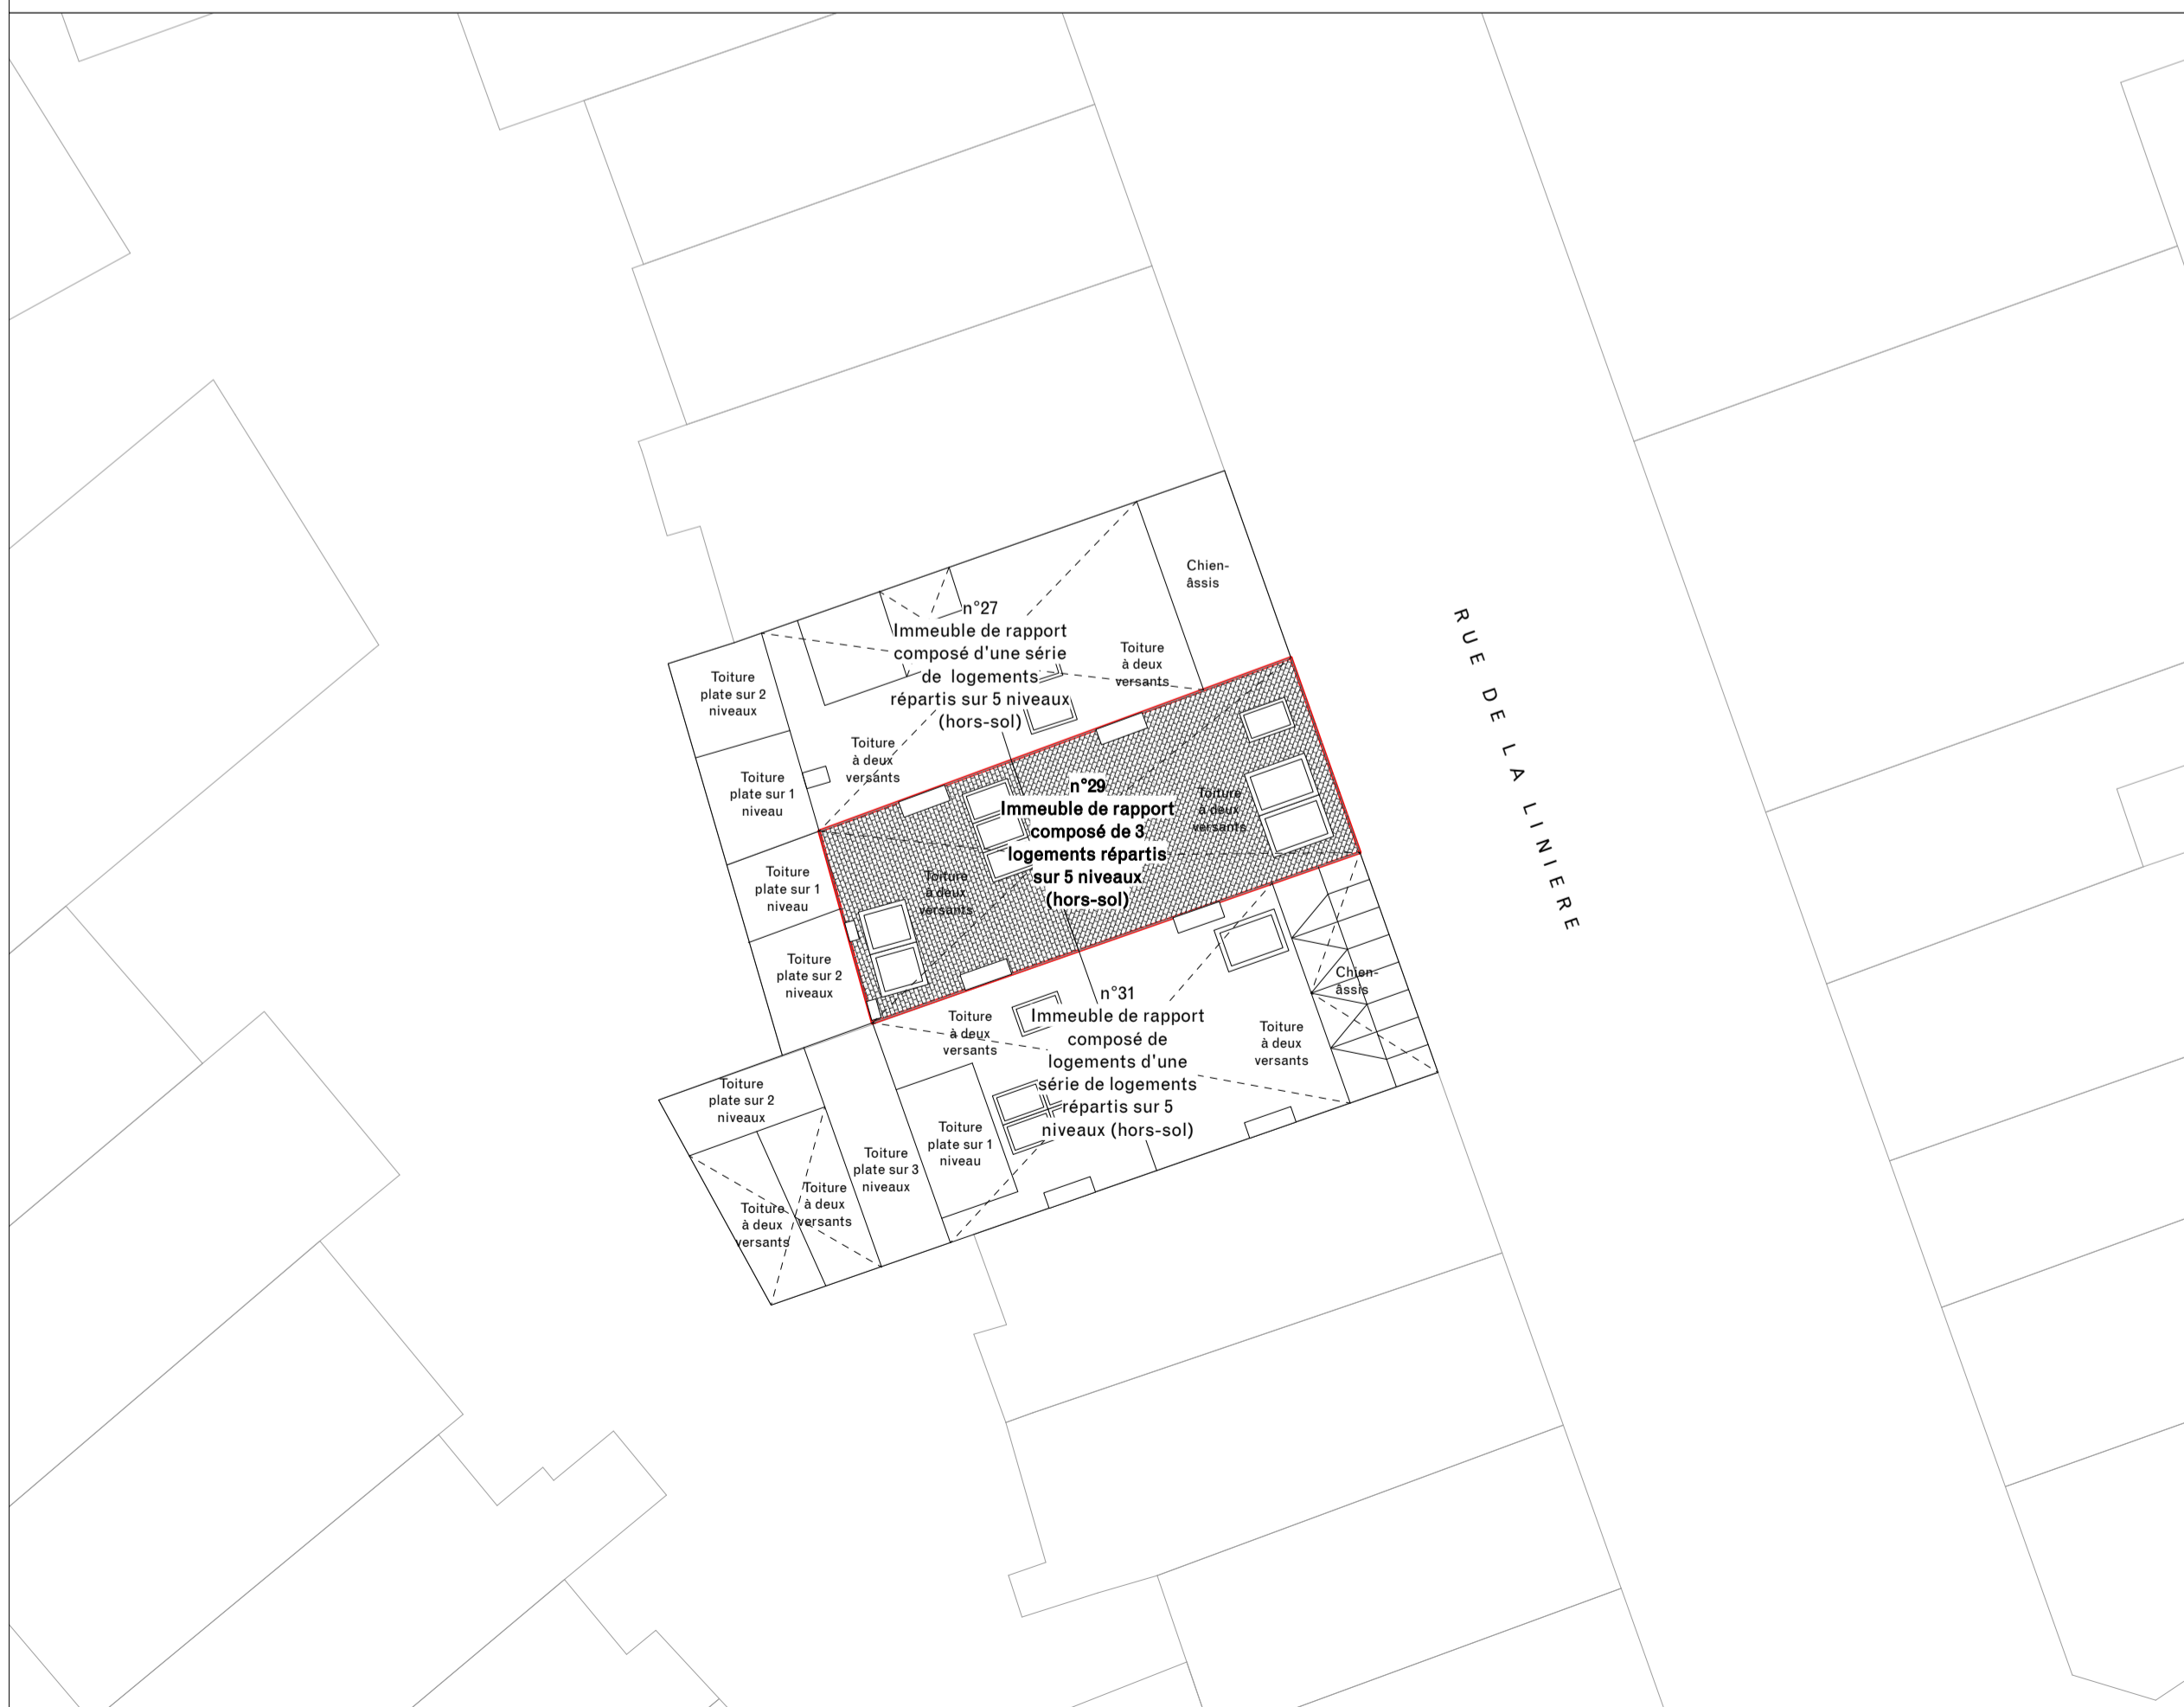 Chien-
âssis
n°27
Immeuble de rapport
composé d'une série
de logements
répartis sur 5 niveaux
(hors-sol)
Toiture
à deux
versants
Toiture
plate sur 2
niveaux
Toiture
à deux
versants
Toiture
plate sur 1
niveau
RUE DE LA LINIERE
n°29
Immeuble de rapport
composé de 3
logements répartis
sur 5 niveaux
(hors-sol)
Toiture
à deux
versants
Toiture
à deux
versants
Toiture
plate sur 1
niveau
Toiture
plate sur 2
niveaux
Chien-
âssis
n°31
Immeuble de rapport
composé de
logements d'une
série de logements
répartis sur 5
niveaux (hors-sol)
Toiture
à deux
versants
Toiture
à deux
versants
Toiture
plate sur 2
niveaux
Toiture
plate sur 1
niveau
Toiture
plate sur 3
niveaux
Toiture
à deux
versants
Toiture
à deux
versants